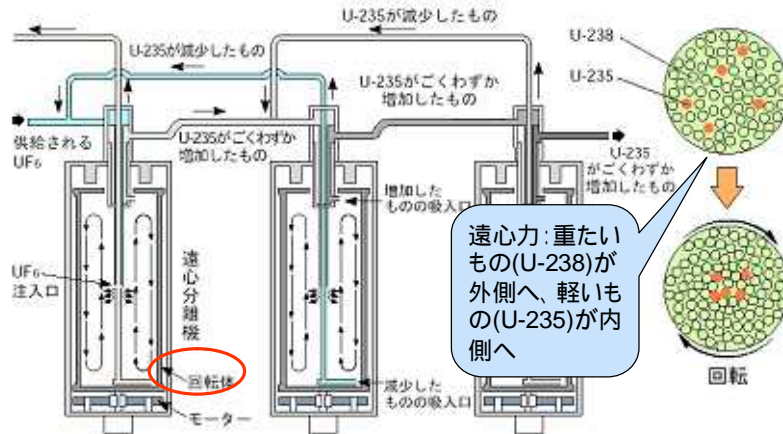 U-235が減少したもの
U-235が減少したもの
U-238
U-235
U-235がごくわずか
増加したもの
供給される
UF₆
U-235がごくわずか
増加したもの
U-235
がごくわずか
増加したもの
増加した
ものの吸入口
遠心力：重たい
もの(U-238)が
外側へ、軽いも
の(U-235)が内
側へ
UF₆
注入口
遠心分離機
回転体
モーター
減少した
ものの吸入口
回転